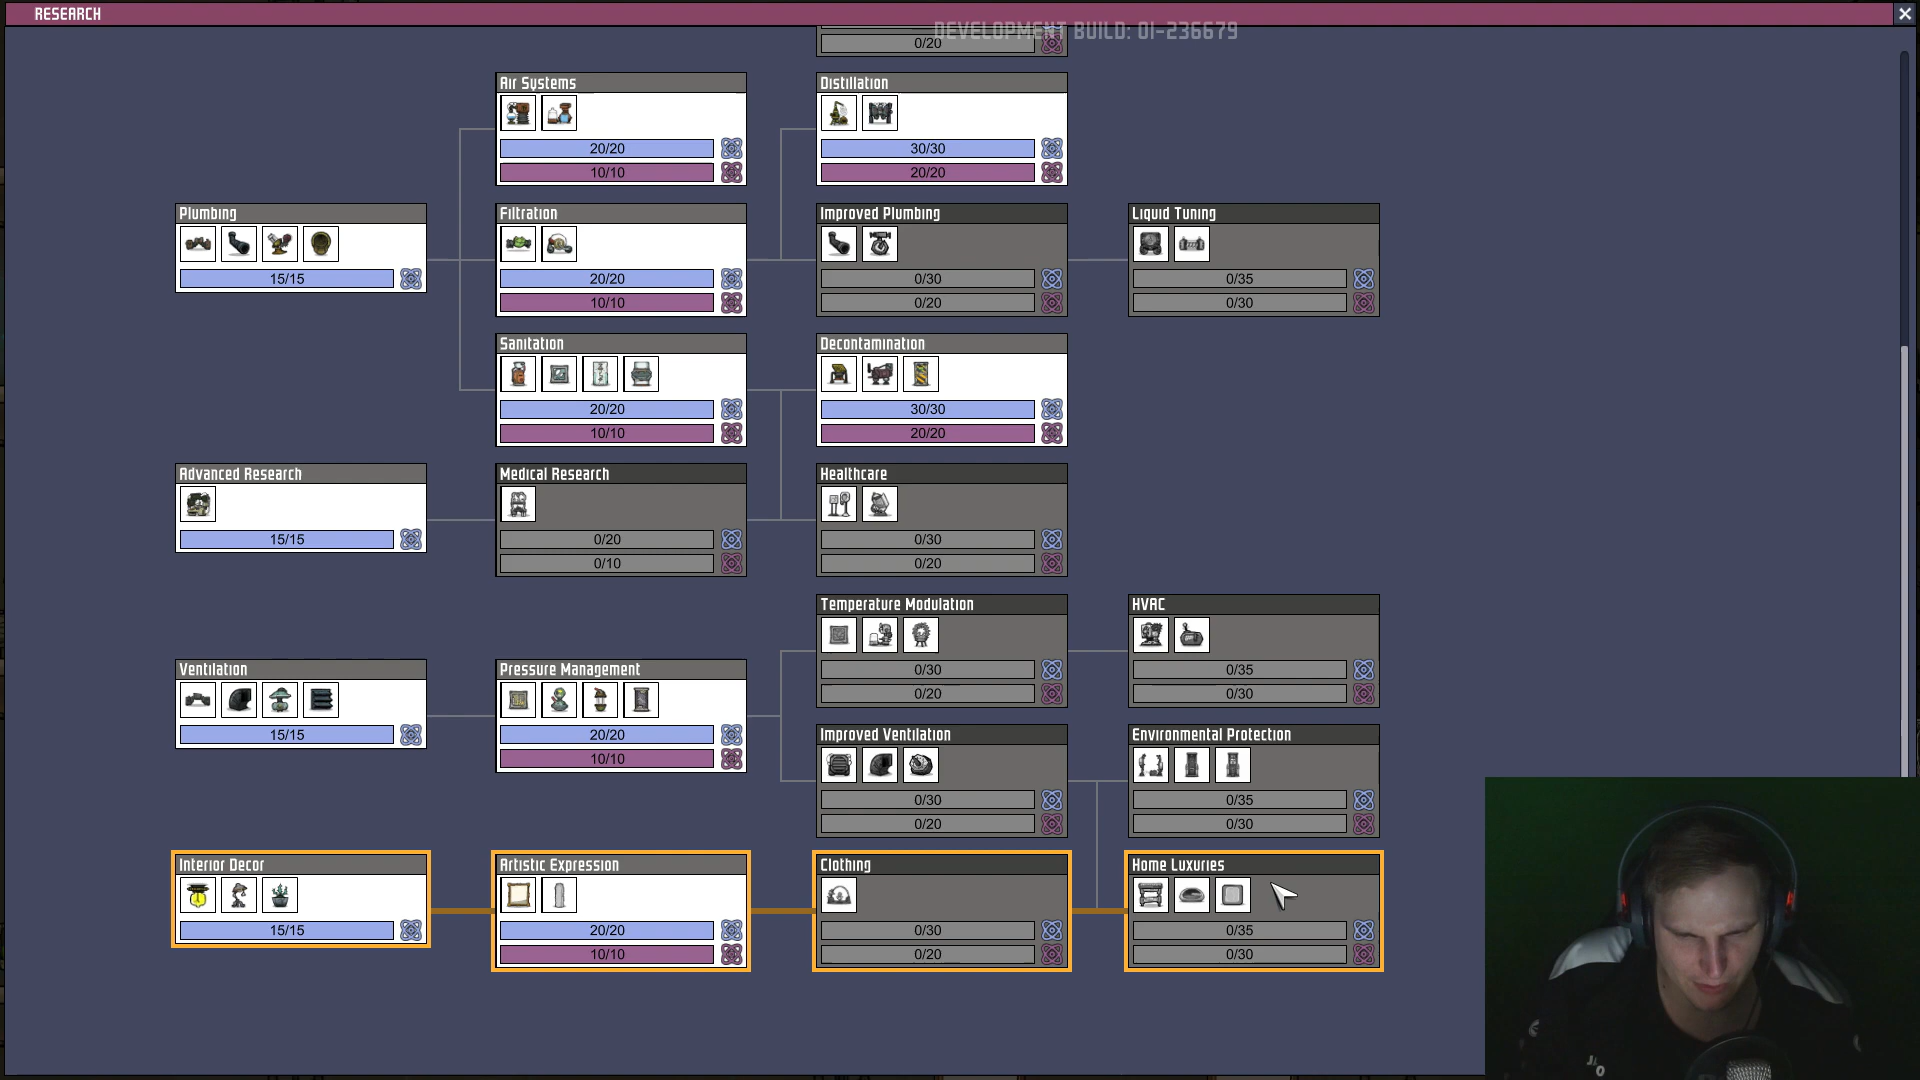 RESEARCH
DEVELOPMENT BUILD: 01-236679
0/20
Air Systems
20/20
10/10
Distillation
30/30
20/20
Plumbing
15/15
Filtration
20/20
10/10
Improved Plumbing
0/30
0/20
Liquid Tuning
0/35
0/30
Sanitation
20/20
10/10
Decontamination
30/30
20/20
Advanced Research
15/15
Medical Research
0/20
0/10
Healthcare
0/30
0/20
Temperature Modulation
0/30
0/20
HVAC
0/35
0/30
Ventilation
15/15
Pressure Management
20/20
10/10
Improved Ventilation
0/30
0/20
Environmental Protection
0/35
0/30
Interior Decor
15/15
Artistic Expression
20/20
10/10
Clothing
0/30
0/20
Home Luxuries
0/35
0/30